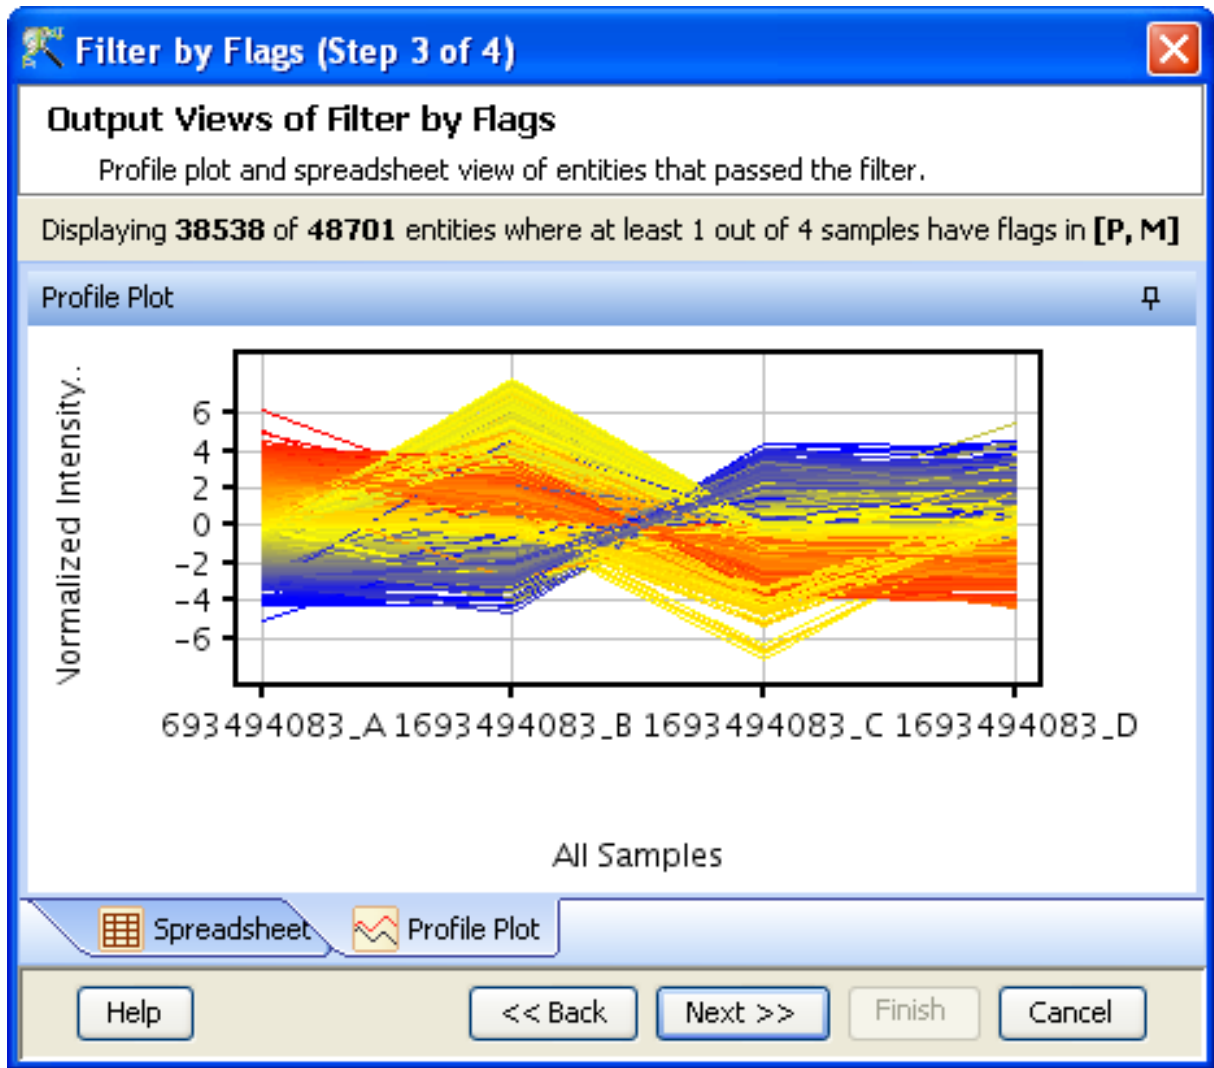 Filter by Flags (Step 3 of 4)
Output Views of Filter by Flags
Profile plot and spreadsheet view of entities that passed the filter.
Displaying 38538 of 48701 entities where at least 1 out of 4 samples have flags in [P, M]
Profile Plot
Normalized Intensity..
6
4
2
0
-2
-4
-6
693494083_A 1693494083_B 1693494083_C 1693494083_D
All Samples
Spreadsheet Profile Plot
Help << Back Next >> Finish Cancel